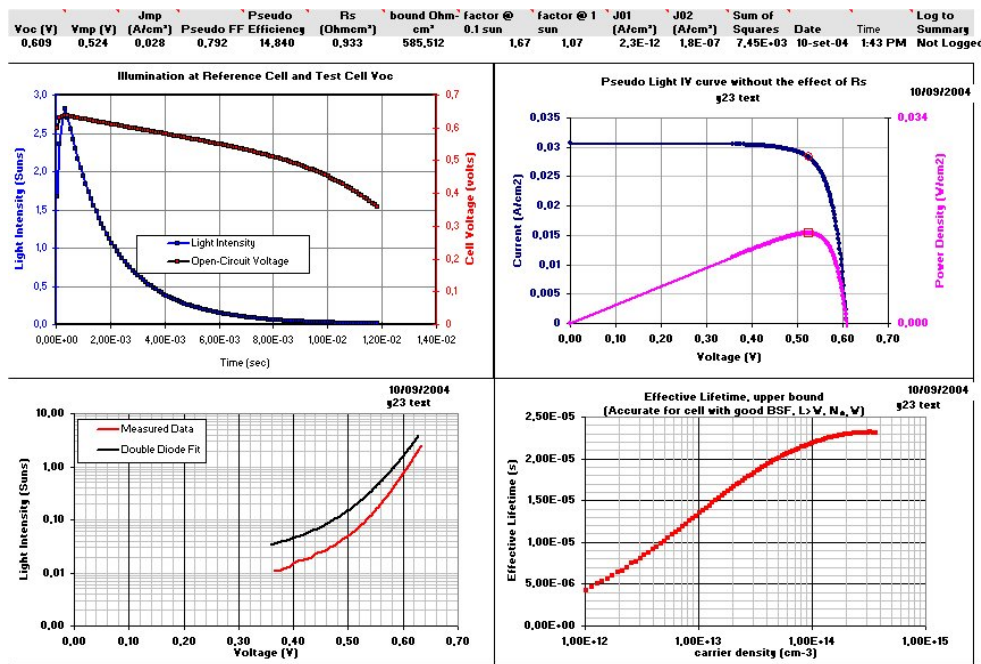 Jmp Pseudo Rs bound Ohm- factor @ factor @ 1 J01 J02 Sum of Log to
Voc (V) Vmp (V) (A/cm²) Pseudo FF Efficiency (Ohmcm²) cm³ 0.1 sun sun (A/cm²) (A/cm²) Squares Date Time Summary
0,609 0,524 0,028 0,792 14,840 0,933 585,512 1,67 1,07 2,3E-12 1,8E-07 7,45E+03 10-set-04 1:43 PM Not Logged
Illumination at Reference Cell and Test Cell Voc
3,0
2,5
2,0
1,5
1,0
0,5
0,0
Light Intensity (Suns)
0,7
0,6
0,5
0,4
0,3
0,2
0,1
0
Cell Voltage (volts)
Light Intensity
Open-Circuit Voltage
0,00E+00 2,00E-03 4,00E-03 6,00E-03 8,00E-03 1,00E-02 1,20E-02 1,40E-02
Time (sec)
Pseudo Light IV curve without the effect of Rs
g23 text
10/09/2004
0,035
0,03
0,025
0,02
0,015
0,01
0,005
0
Current (A/cm2)
0,034
0,000
Power Density (W/cm2)
0,00 0,10 0,20 0,30 0,40 0,50 0,60 0,70
Voltage (V)
10/09/2004
g23 text
10,00
1,00
0,10
0,01
0,00
Light Intensity (Suns)
Measured Data
Double Diode Fit
0,00 0,10 0,20 0,30 0,40 0,50 0,60 0,70
Voltage (V)
Effective Lifetime, upper bound
(Accurate for cell with good BSF, L>W, N
10/09/2004
g23 text
2,50E-05
2,00E-05
1,50E-05
1,00E-05
5,00E-06
0,00E+00
Effective Lifetime (s)
1,00E+12 1,00E+13 1,00E+14 1,00E+15
carrier density (cm-3)